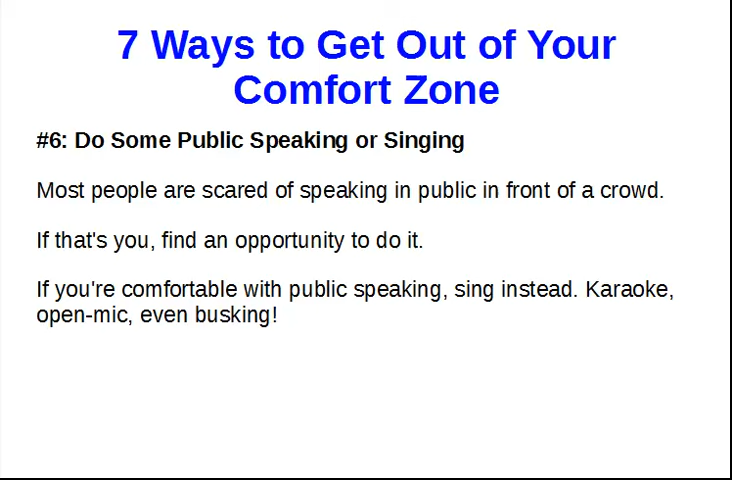 7 Ways to Get Out of Your
Comfort Zone
#6: Do Some Public Speaking or Singing
Most people are scared of speaking in public in front of a crowd.
If that's you, find an opportunity to do it.
If you're comfortable with public speaking, sing instead. Karaoke,
open-mic, even busking!